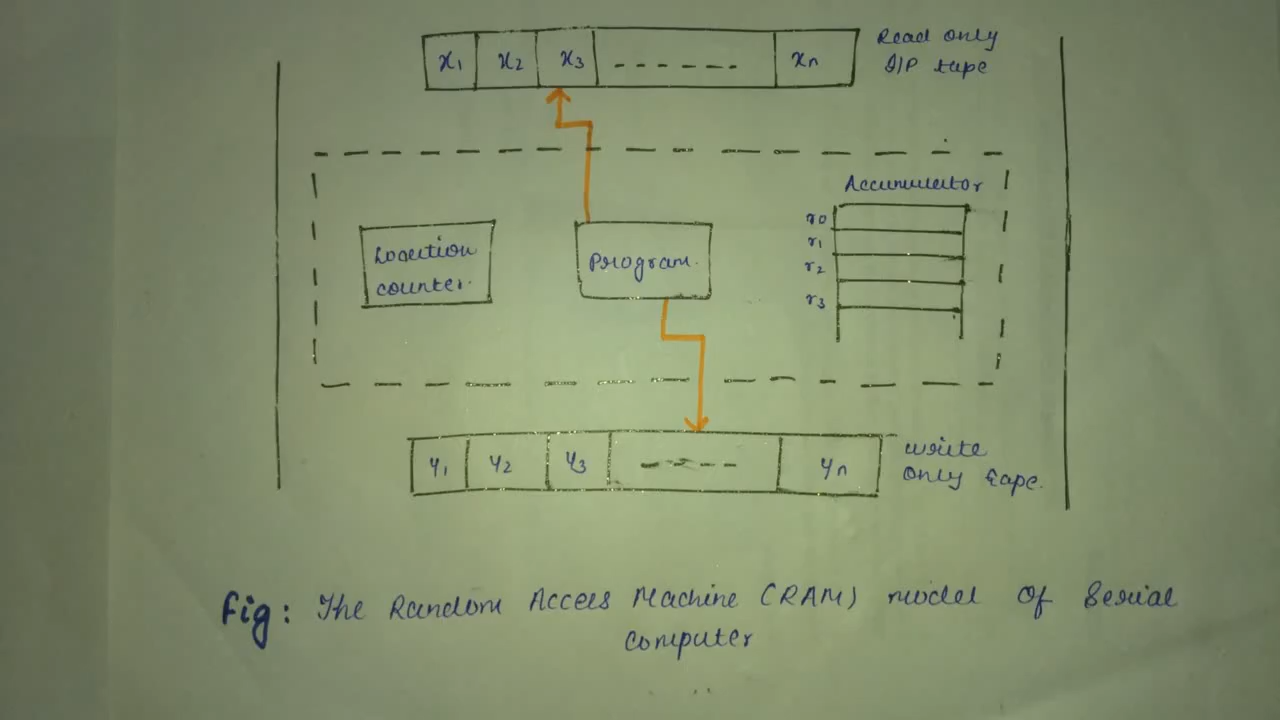 x1 x2 x3 ------- xn
Read only
I/P tape
Accumulator
r0
r1
r2
r3
Location
counter.
Program.
y1 y2 y3 ------ yn
write
only tape.
Fig: The Random Access Machine (RAM) model of Serial
computer